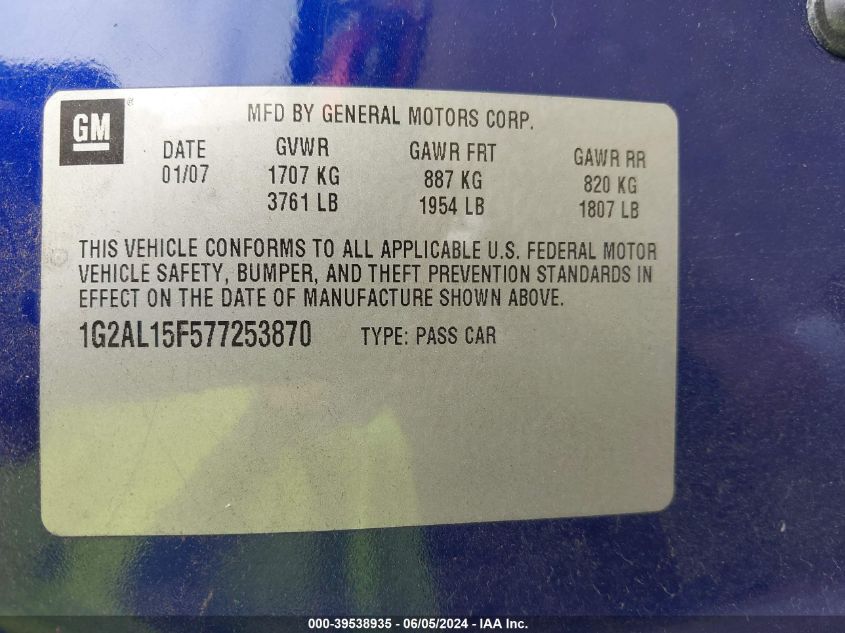 GM
MFD BY GENERAL MOTORS CORP.
DATE GVWR GAWR FRT GAWR RR
01/07 1707 KG 887 KG 820 KG
3761 LB 1954 LB 1807 LB
THIS VEHICLE CONFORMS TO ALL APPLICABLE U.S. FEDERAL MOTOR
VEHICLE SAFETY, BUMPER, AND THEFT PREVENTION STANDARDS IN
EFFECT ON THE DATE OF MANUFACTURE SHOWN ABOVE.
1G2AL15F577253870 TYPE: PASS CAR
000-39538935 - 06/05/2024 - IAA Inc.